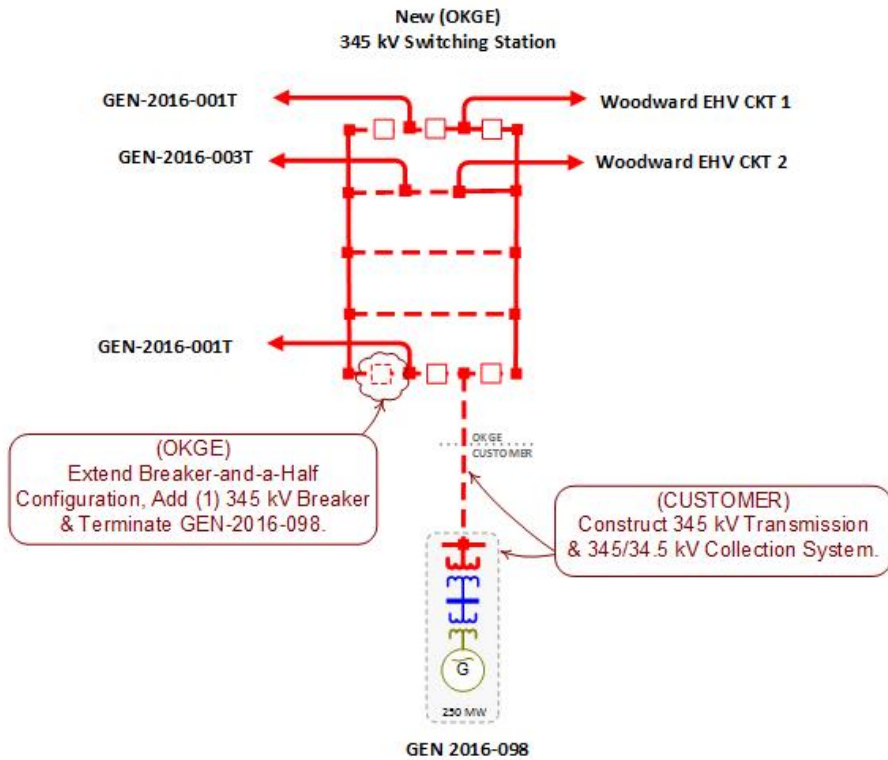 New (OKGE)
345 kV Switching Station
GEN-2016-001T
Woodward EHV CKT 1
GEN-2016-003T
Woodward EHV CKT 2
GEN-2016-001T
OKGE
CUSTOMER
(OKGE)
Extend Breaker-and-a-Half
Configuration, Add (1) 345 kV Breaker
& Terminate GEN-2016-098.
(CUSTOMER)
Construct 345 kV Transmission
& 345/34.5 kV Collection System.
G
250 MW
GEN 2016-098